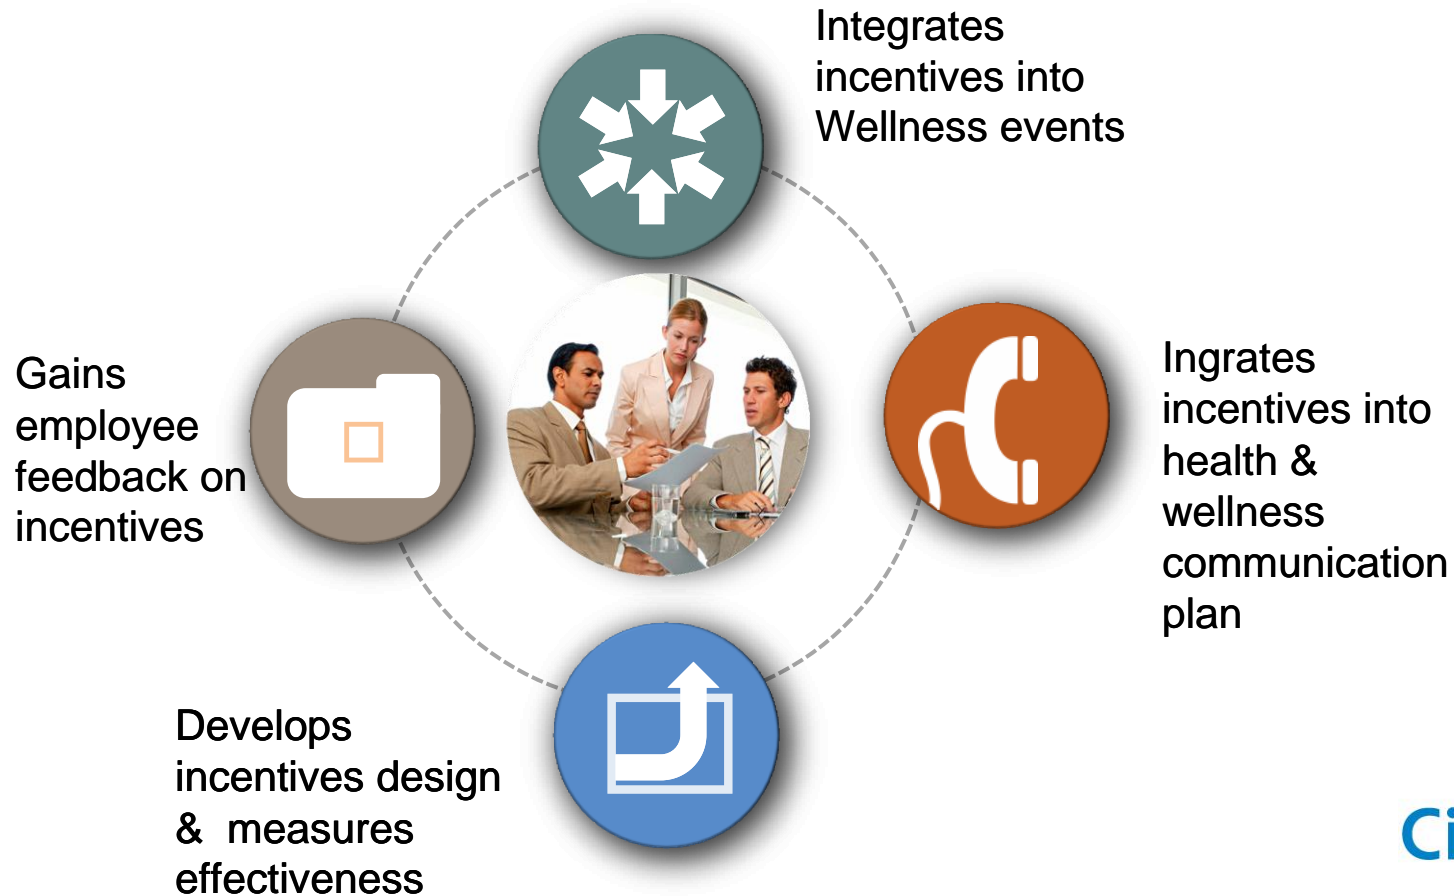 Integrates
incentives into
Wellness events
Ingrates
incentives into
health &
wellness
communication
plan
Develops
incentives design
& measures
effectiveness
Gains
employee
feedback on
incentives
Ci